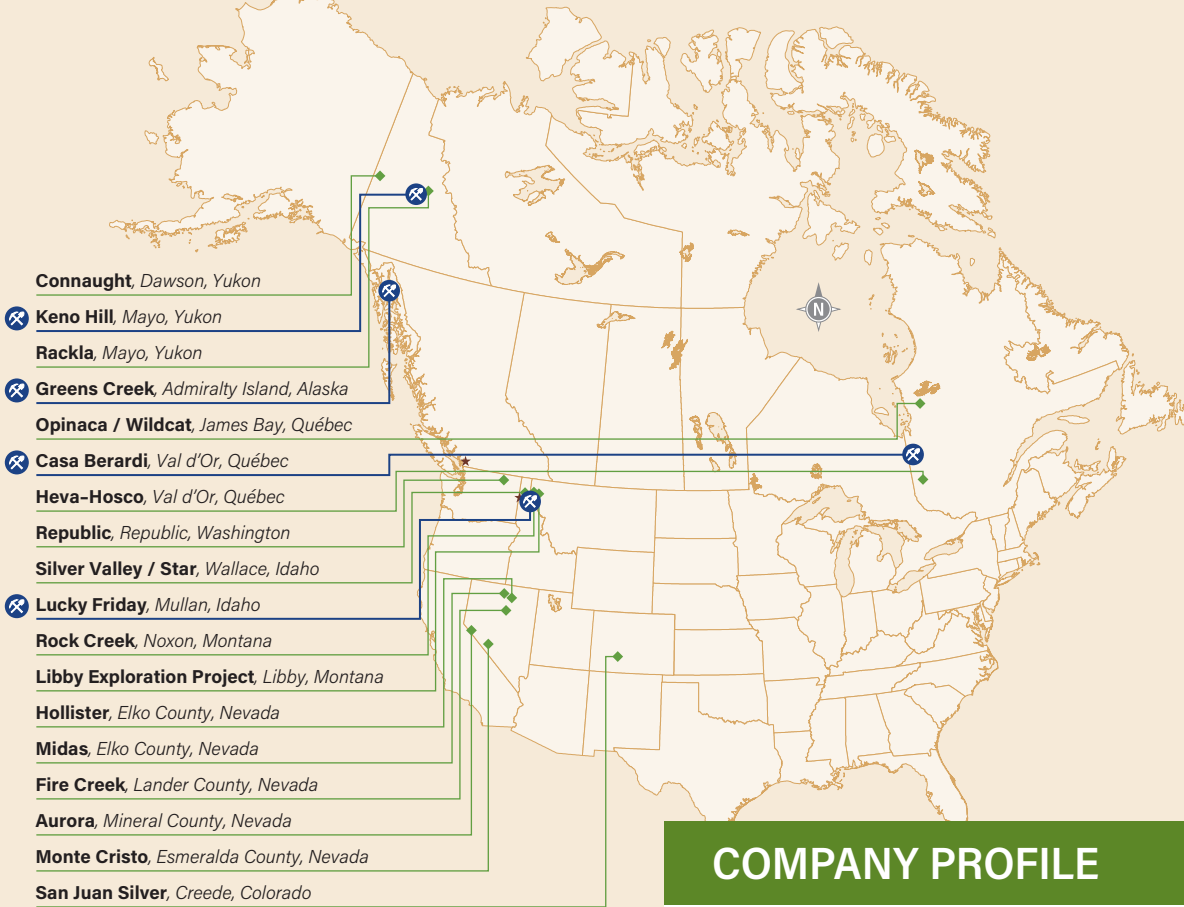 Connaught, Dawson, Yukon
Keno Hill, Mayo, Yukon
Rackla, Mayo, Yukon
Greens Creek, Admiralty Island, Alaska
Opinaca / Wildcat, James Bay, Québec
Casa Berardi, Val d'Or, Québec
Heva-Hosco, Val d'Or, Québec
Republic, Republic, Washington
Silver Valley / Star, Wallace, Idaho
Lucky Friday, Mullan, Idaho
Rock Creek, Noxon, Montana
Libby Exploration Project, Libby, Montana
Hollister, Elko County, Nevada
Midas, Elko County, Nevada
Fire Creek, Lander County, Nevada
Aurora, Mineral County, Nevada
Monte Cristo, Esmeralda County, Nevada
San Juan Silver, Creede, Colorado
N
COMPANY PROFILE